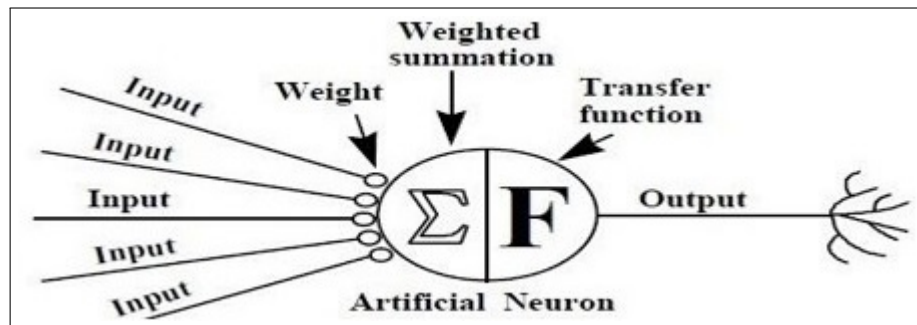 Weighted
summation
Input
Weight
Transfer
function
Input
Input
Input
Input
Σ F
Output
Artificial Neuron